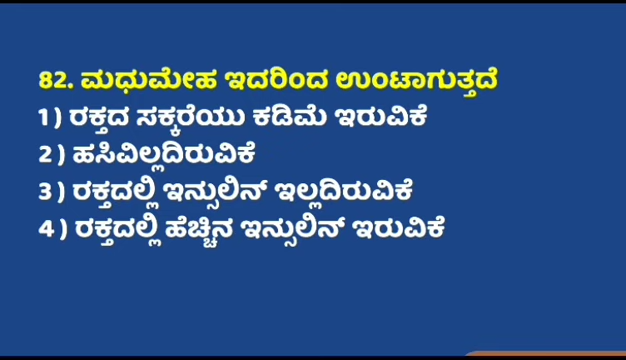 82. ಮಧುಮೇಹ ಇದರಿಂದ ಉಂಟಾಗುತ್ತದೆ
1) ರಕ್ತದ ಸಕ್ಕರೆಯು ಕಡಿಮೆ ಇರುವಿಕೆ
2) ಹಸಿವಿಲ್ಲದಿರುವಿಕೆ
3) ರಕ್ತದಲ್ಲಿ ಇನ್ಸುಲಿನ್ ಇಲ್ಲದಿರುವಿಕೆ
4) ರಕ್ತದಲ್ಲಿ ಹೆಚ್ಚಿನ ಇನ್ಸುಲಿನ್ ಇರುವಿಕೆ